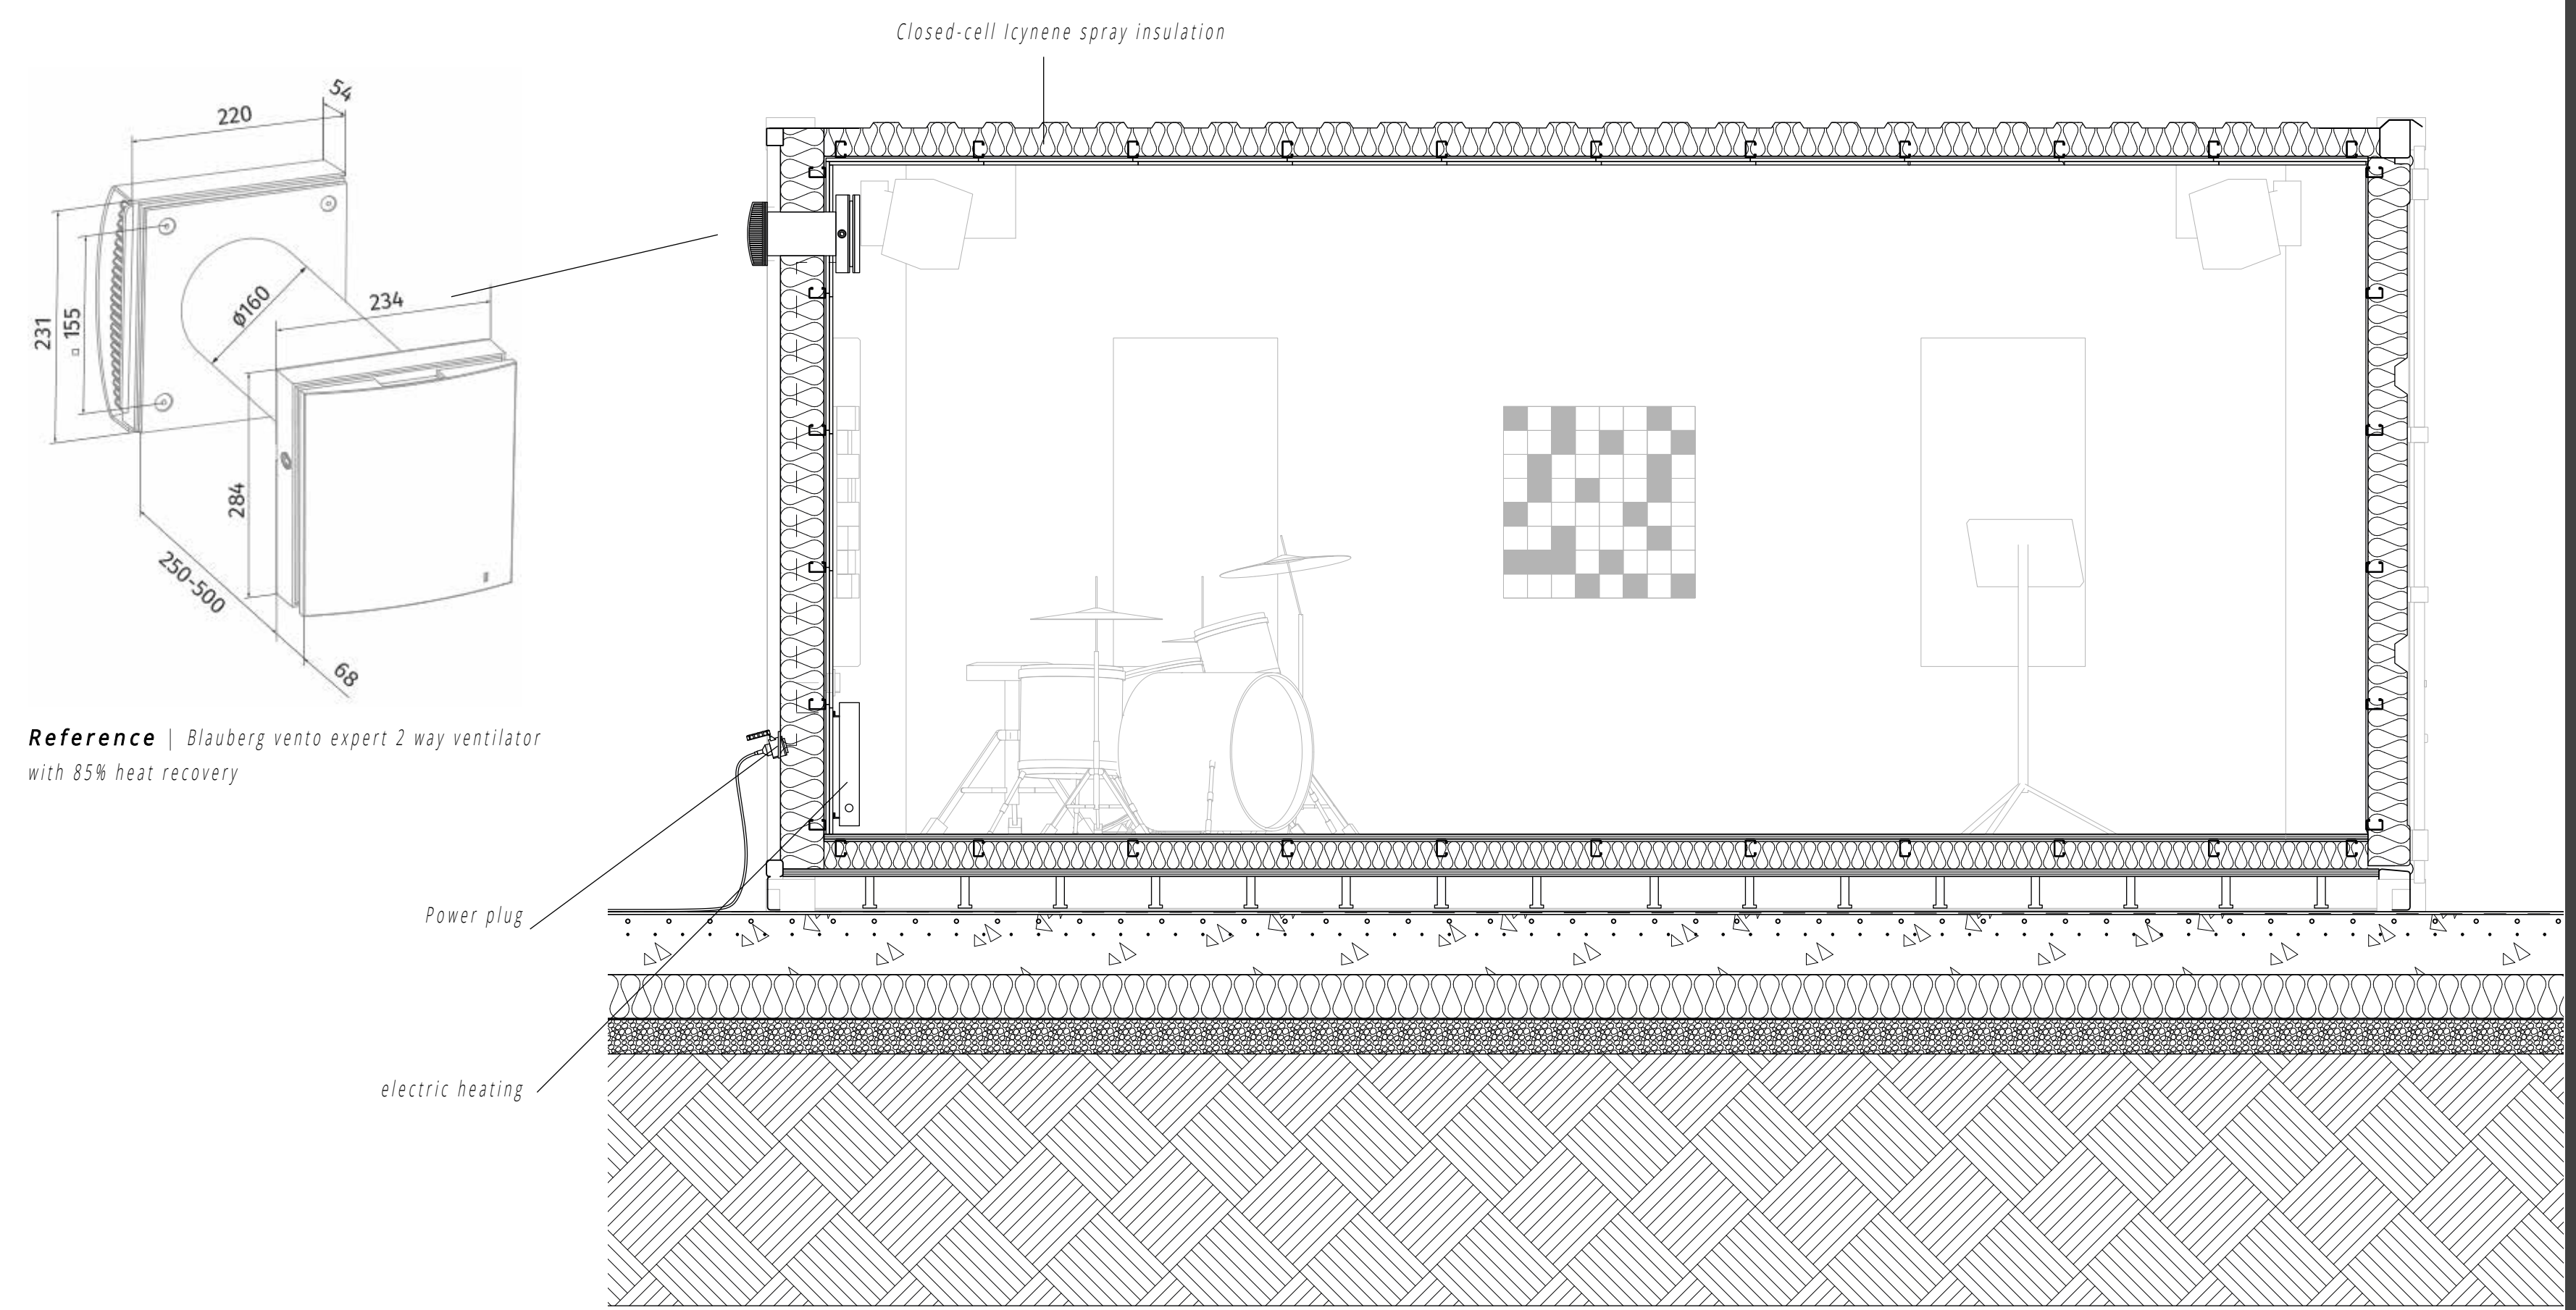 Closed-cell Icynene spray insulation
54
220
231
□ 155
ø160
234
284
250-500
68
Reference | Blauberg vento expert 2 way ventilator
with 85% heat recovery
Power plug
electric heating